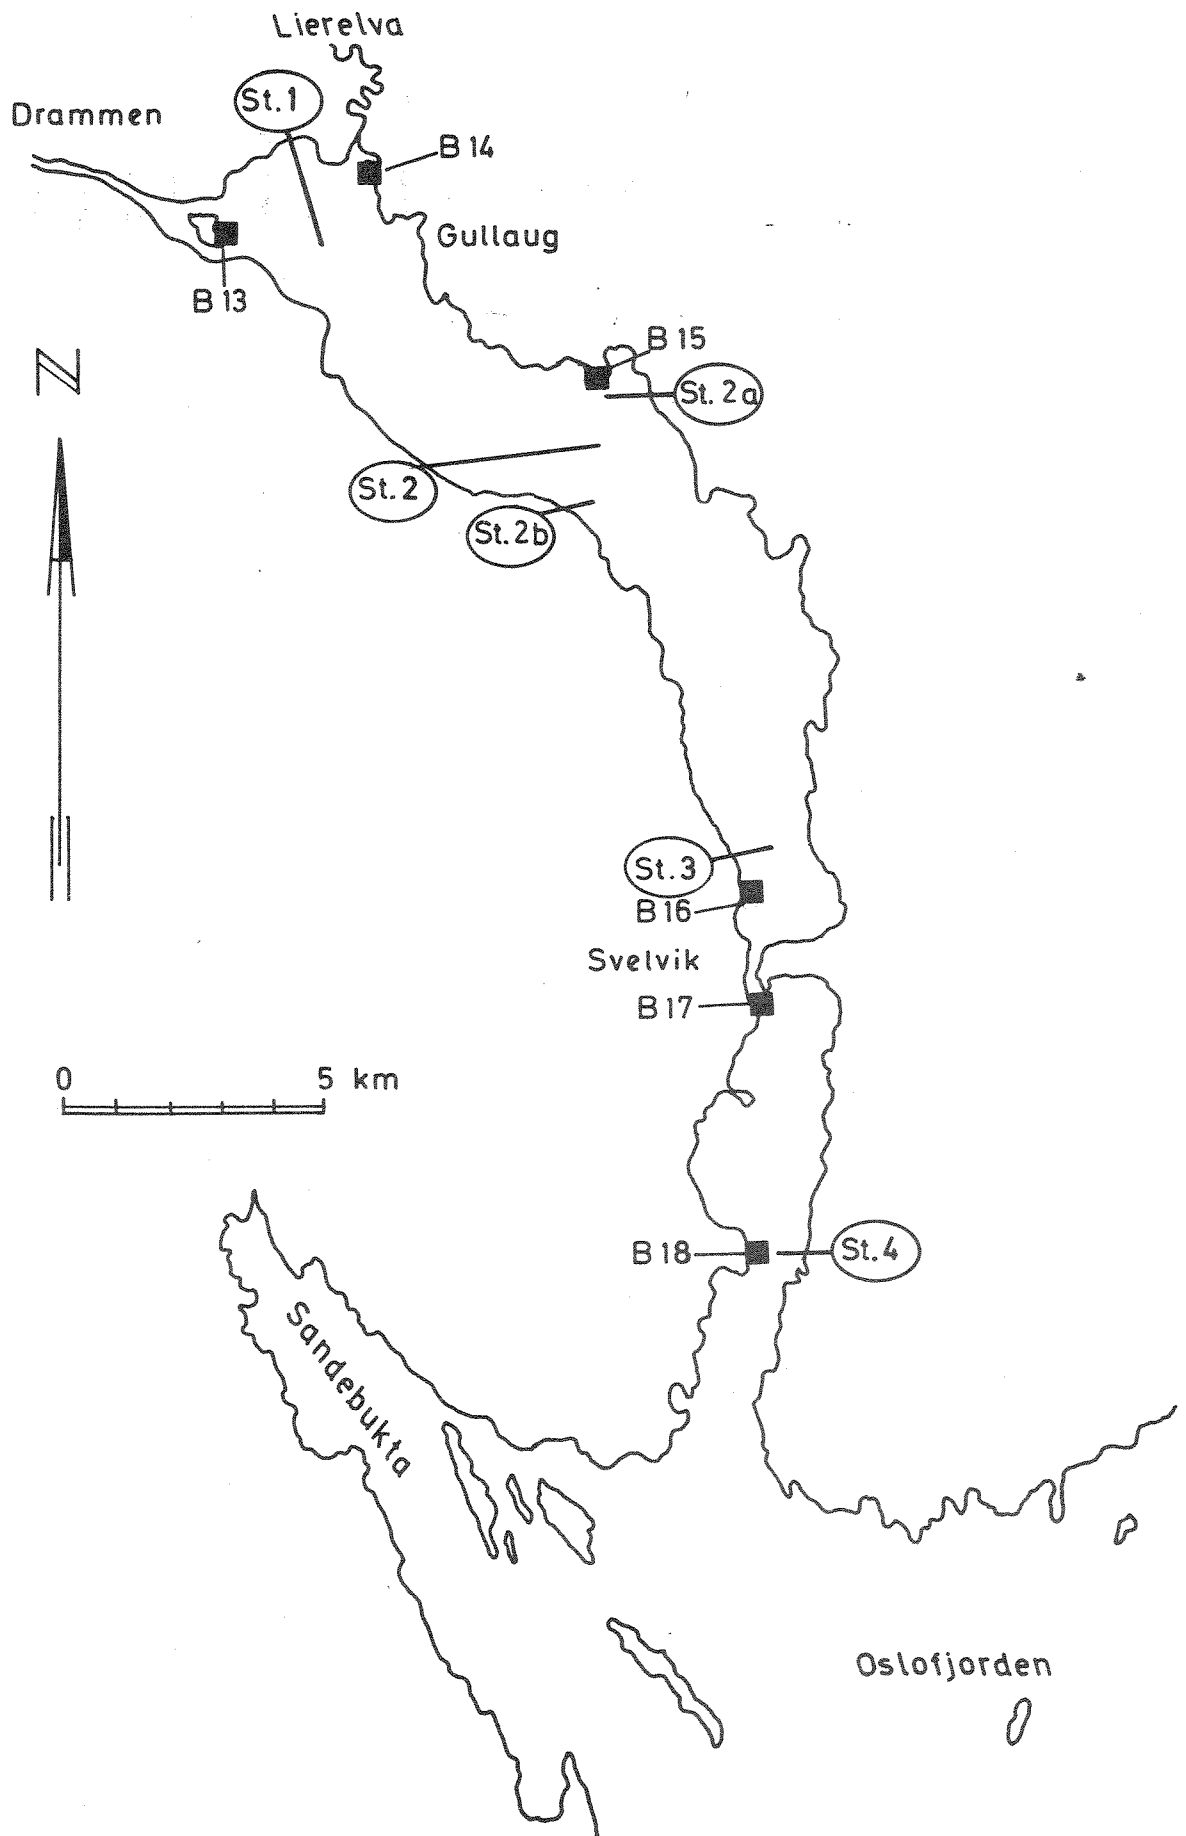 Lierelva
St.1
Drammen
B 14
Gullaug
B 13
B 15
N
St. 2a
St. 2
St. 2b
St. 3
B 16
Svelvik
B 17
0 5 km
B 18
St. 4
Sandebukta
Oslofjorden